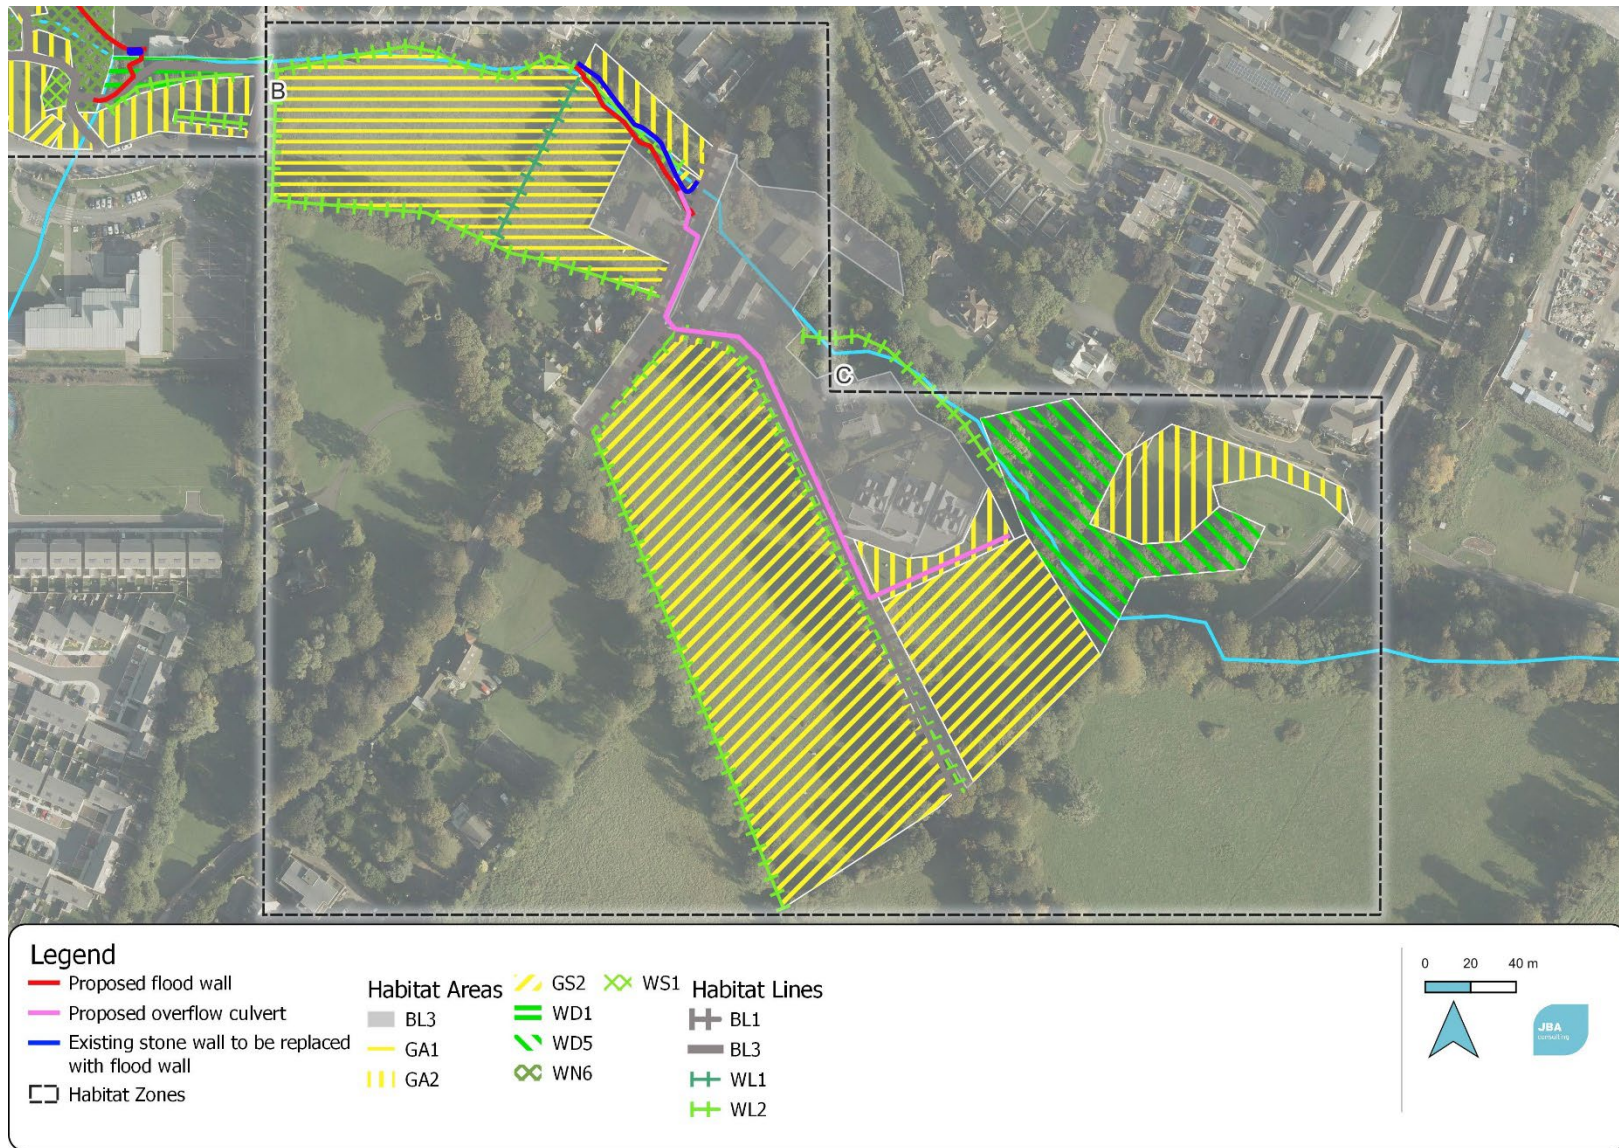 B
C
Legend
Proposed flood wall
Proposed overflow culvert
Existing stone wall to be replaced
with flood wall
Habitat Zones
Habitat Areas
BL3
GA1
GA2
GS2
WD1
WD5
WN6
WS1
Habitat Lines
BL1
BL3
WL1
WL2
0 20 40 m
JBA
consulting